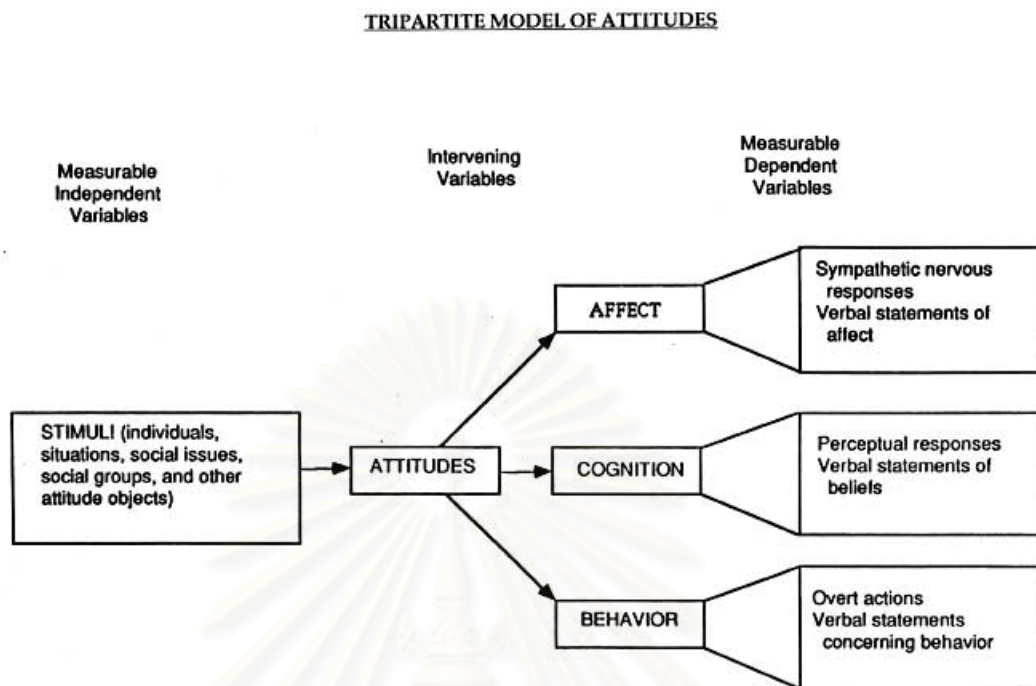 TRIPARTITE MODEL OF ATTITUDES
Measurable
Independent
Variables
Intervening
Variables
Measurable
Dependent
Variables
STIMULI (individuals,
situations, social issues,
social groups, and other
attitude objects)
ATTITUDES
AFFECT
Sympathetic nervous
responses
Verbal statements of
affect
COGNITION
Perceptual responses
Verbal statements of
beliefs
BEHAVIOR
Overt actions
Verbal statements
concerning behavior